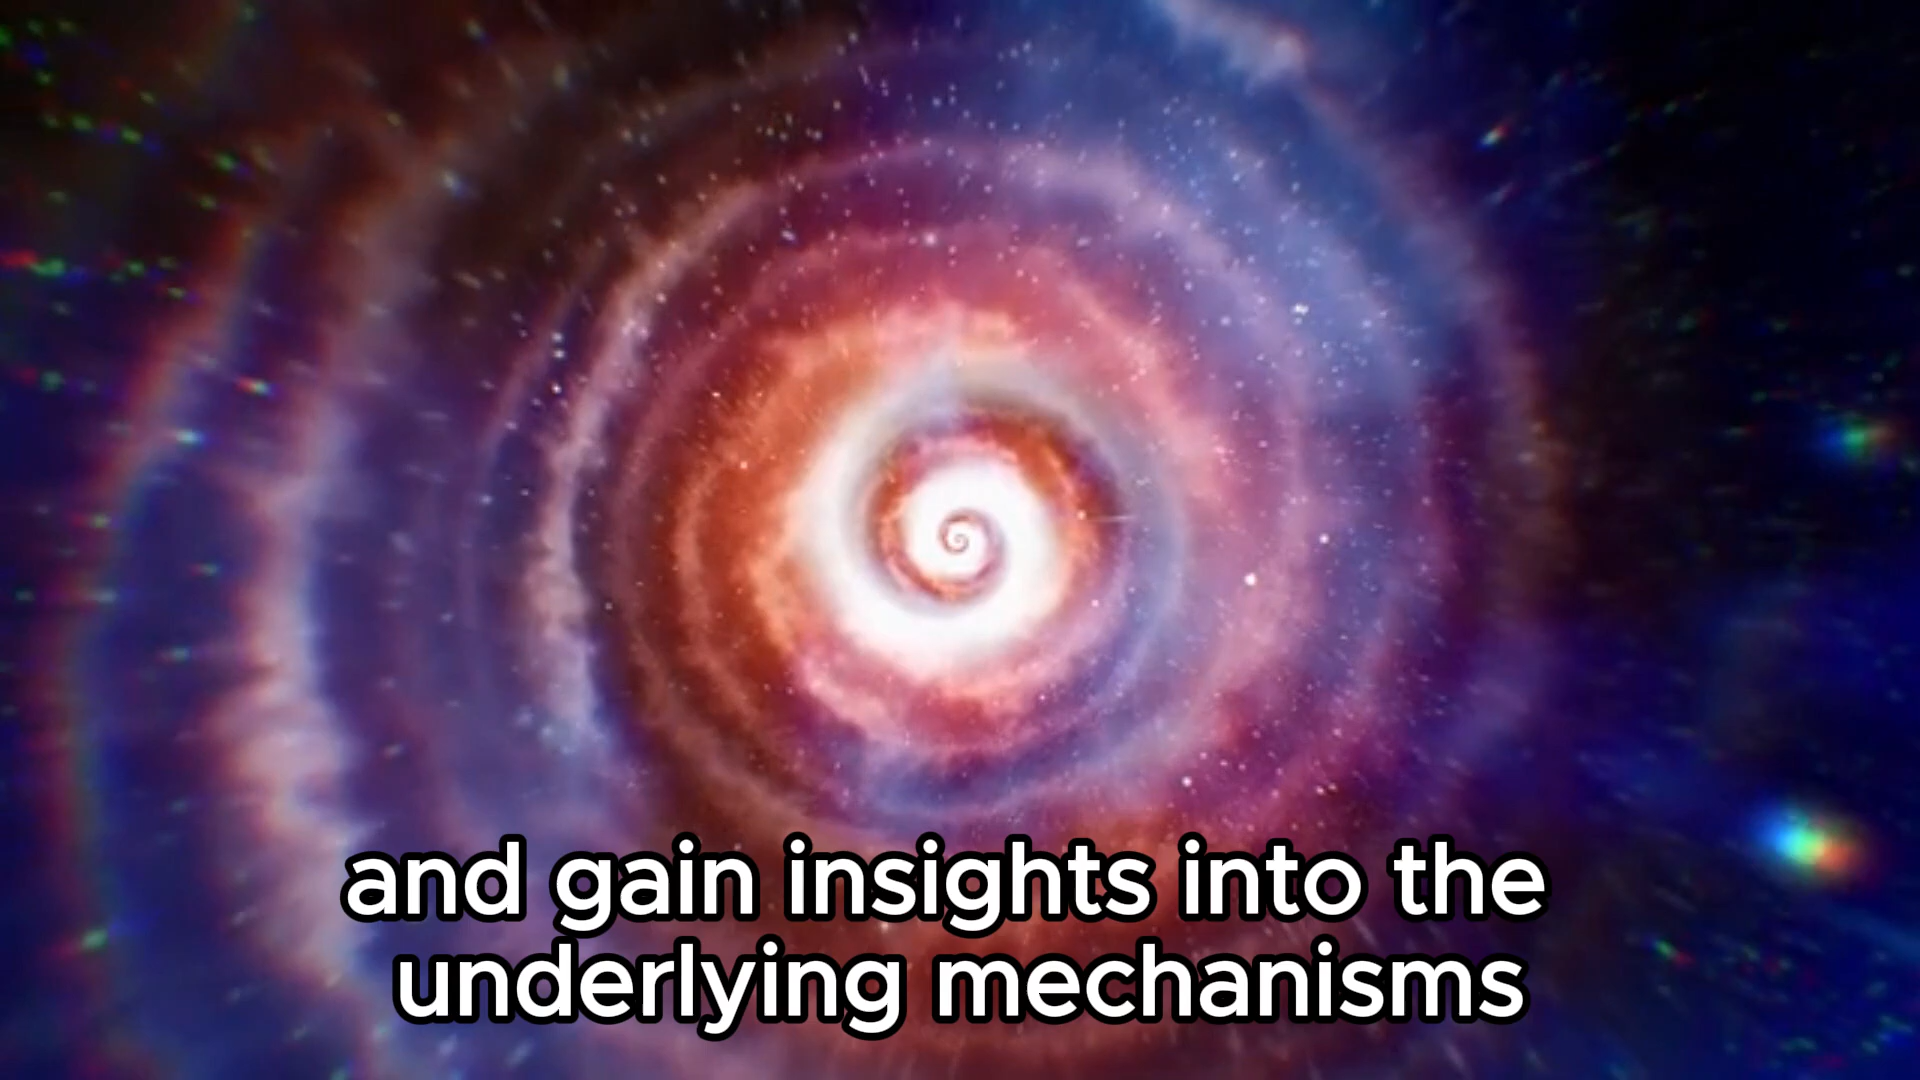 and gain insights into the
underlying mechanisms